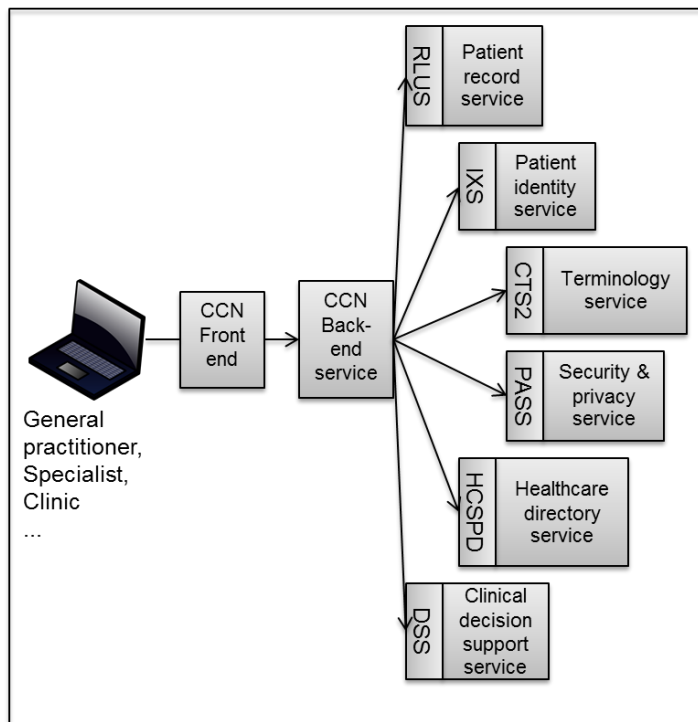 RLUS
Patient
record
service
IXS
Patient
identity
service
CTS2
Terminology
service
CCN
Front
end
CCN
Back-
end
service
PASS
Security &
privacy
service
General
practitioner,
Specialist,
Clinic
...
HCSPD
Healthcare
directory
service
DSS
Clinical
decision
support
service